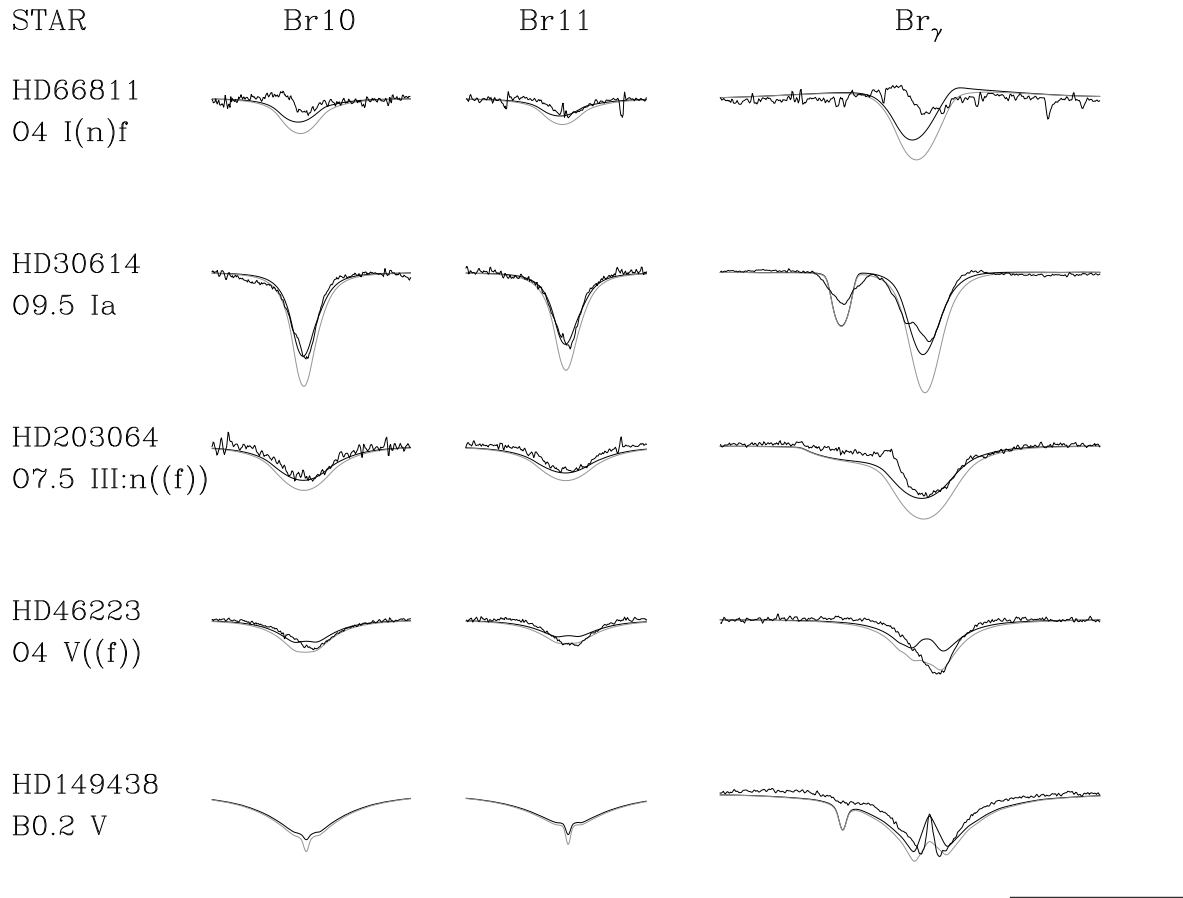 STAR Br10 Br11 Brγ
HD66811
O4 I(n)f
HD30614
O9.5 Ia
HD203064
O7.5 III:n((f))
HD46223
O4 V((f))
HD149438
B0.2 V